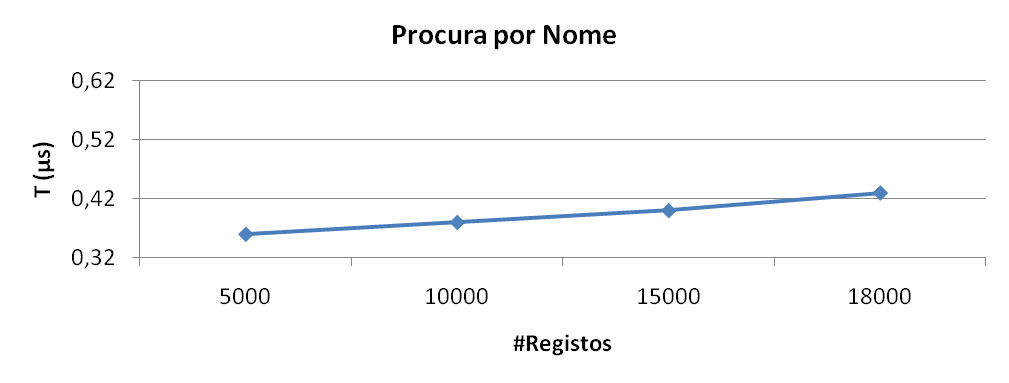 Procura por Nome
0,62
0,52
0,42
0,32
T (µs)
5000 10000 15000 18000
#Registos